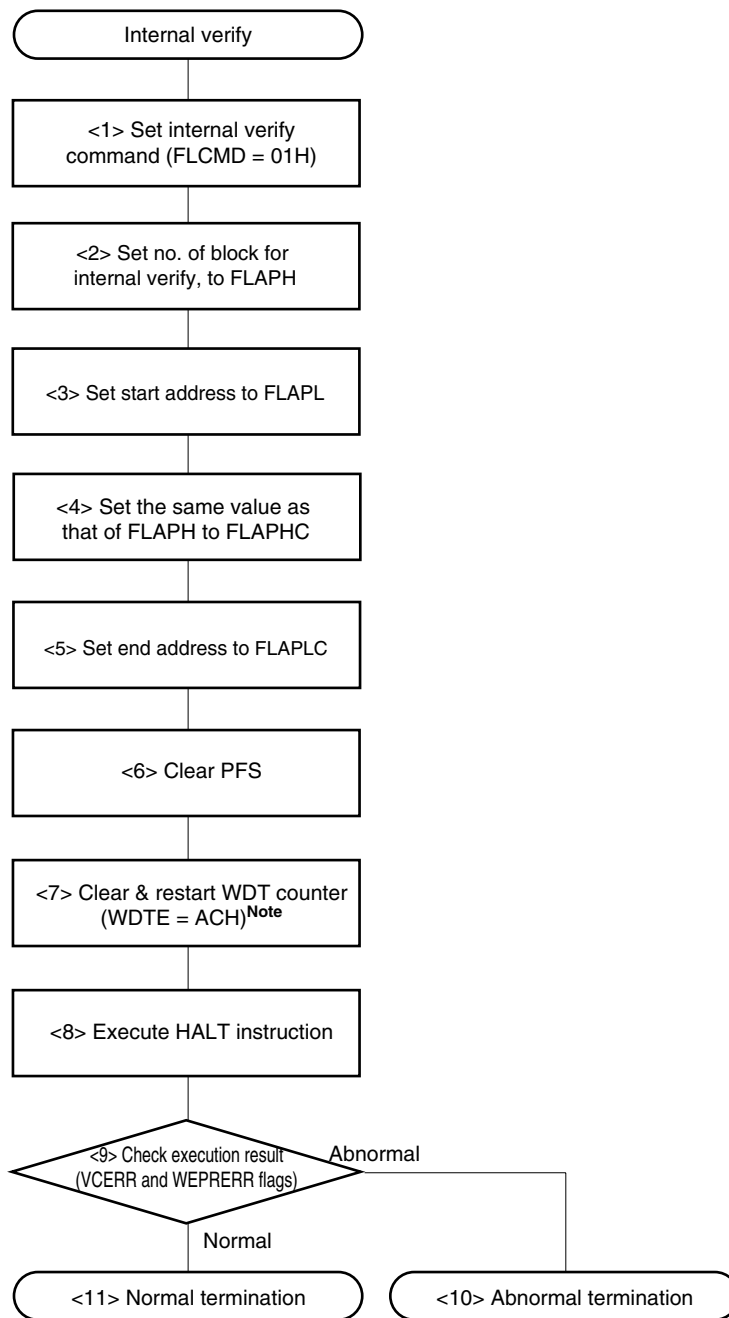 Internal verify
<1> Set internal verify
command (FLCMD = 01H)
<2> Set no. of block for
internal verify, to FLAPH
<3> Set start address to FLAPL
<4> Set the same value as
that of FLAPH to FLAPHC
<5> Set end address to FLAPLC
<6> Clear PFS
<7> Clear & restart WDT counter
(WDTE = ACH)Note
<8> Execute HALT instruction
<9> Check execution result
(VCERR and WEPRERR flags)
Abnormal
Normal
<11> Normal termination
<10> Abnormal termination